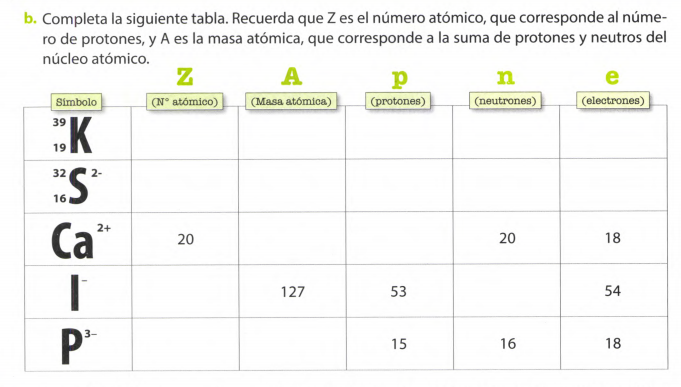 b. Completa la siguiente tabla. Recuerda que Z es el número atómico, que corresponde al núme-
ro de protones, y A es la masa atómica, que corresponde a la suma de protones y neutros del
núcleo atómico.
Z A p n e
Símbolo (N° atómico) (Masa atómica) (protones) (neutrones) (electrones)
39
19 K
32 S 2-
16
Ca 2+ 20 20 18
I – 127 53 54
P 3– 15 16 18